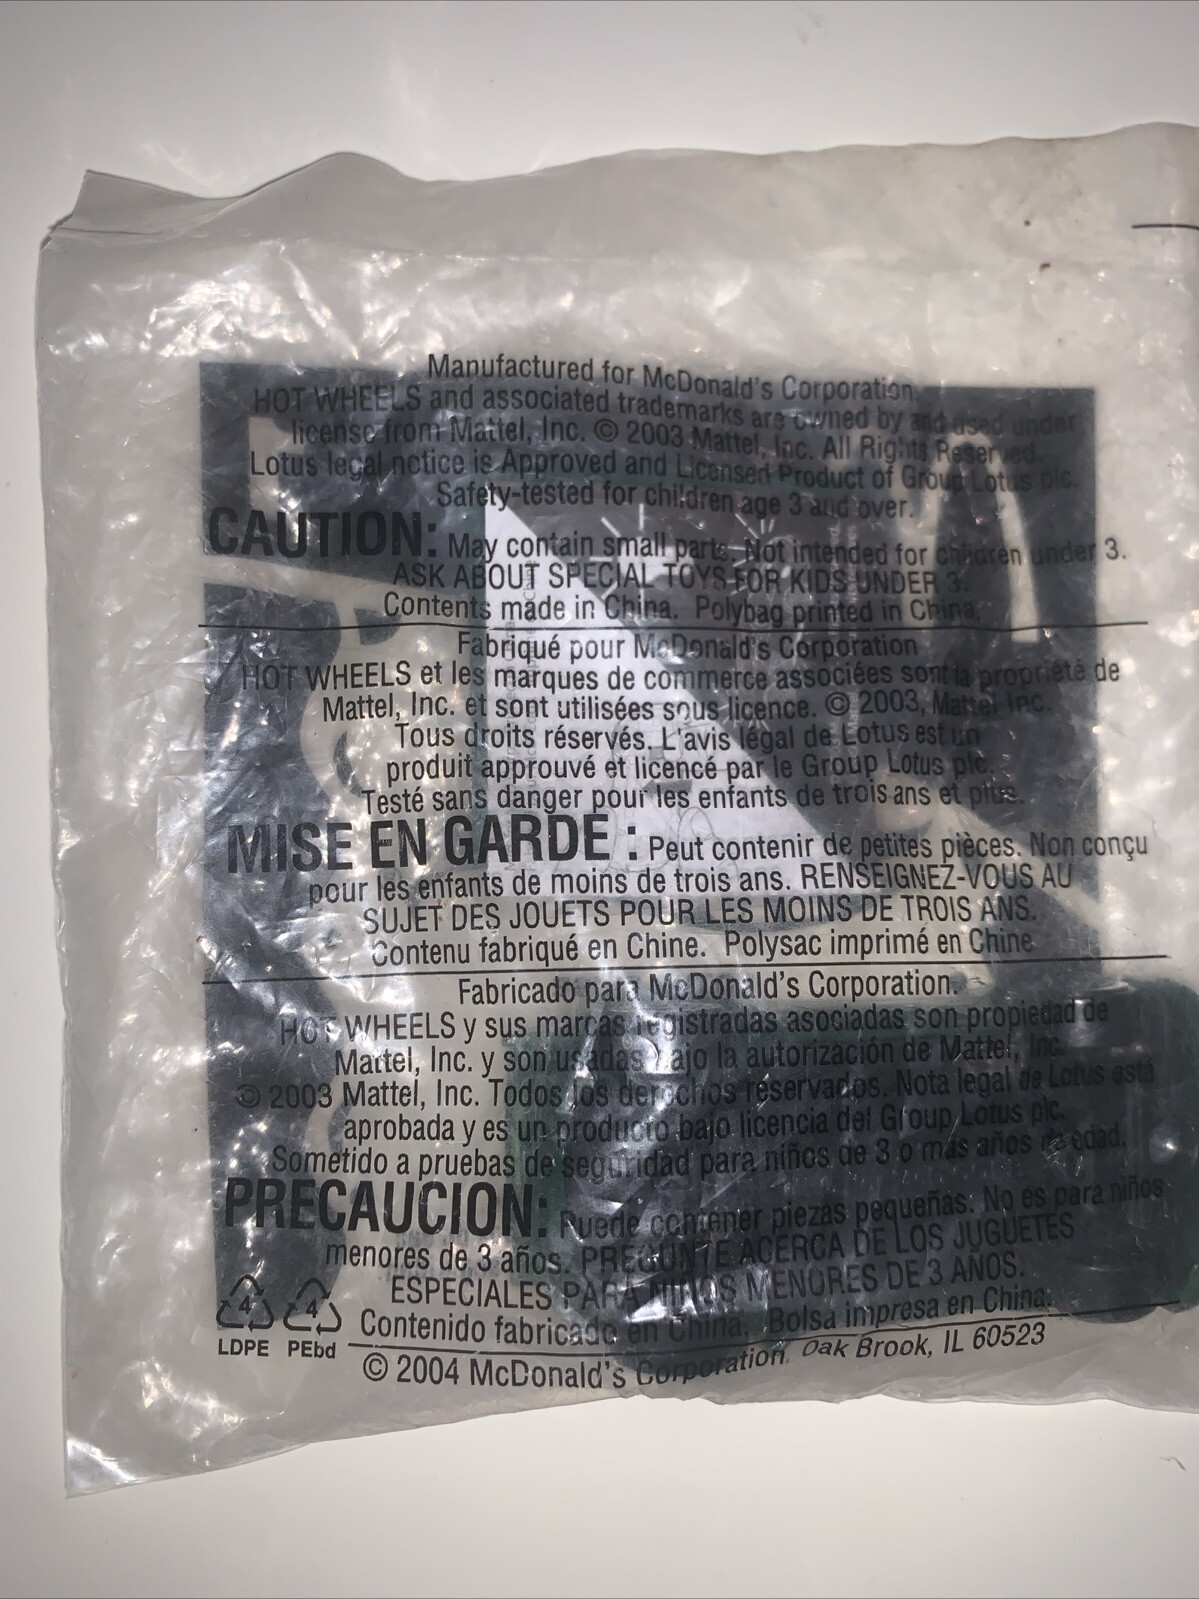 Manufactured for McDonald's Corporation.
HOT WHEELS and associated trademarks are owned by and used under
license from Mattel, Inc. © 2003 Mattel, Inc. All Rights Reserved.
Lotus legal notice is Approved and Licensed Product of Group Lotus plc.
Safety-tested for children age 3 and over.
CAUTION: May contain small parts. Not intended for children under 3.
ASK ABOUT SPECIAL TOYS FOR KIDS UNDER 3.
Contents made in China. Polybag printed in China.
Fabriqué pour McDonald's Corporation
HOT WHEELS et les marques de commerce associées sont la propriété de
Mattel, Inc. et sont utilisées sous licence. © 2003, Mattel Inc.
Tous droits réservés. L'avis légal de Lotus est un
produit approuvé et licencé par le Group Lotus plc.
Testé sans danger pour les enfants de trois ans et plus.
MISE EN GARDE : Peut contenir de petites pièces. Non conçu
pour les enfants de moins de trois ans. RENSEIGNEZ-VOUS AU
SUJET DES JOUETS POUR LES MOINS DE TROIS ANS.
Contenu fabriqué en Chine. Polysac imprimé en Chine
Fabricado para McDonald's Corporation.
HOT WHEELS y sus marcas registradas asociadas son propiedad de
Mattel, Inc. y son usadas bajo la autorización de Mattel, Inc.
© 2003 Mattel, Inc. Todos los derechos reservados. Nota legal de Lotus está
aprobada y es un producto bajo licencia del Group Lotus plc.
Sometido a pruebas de seguridad para niños de 3 o más años de edad.
PRECAUCION: Puede contener piezas pequeñas. No es para niños
menores de 3 años. PREGUNTE ACERCA DE LOS JUGUETES
ESPECIALES PARA NIÑOS MENORES DE 3 AÑOS.
Contenido fabricado en China. Bolsa impresa en China.
4 4
LDPE PEbd
© 2004 McDonald's Corporation, Oak Brook, IL 60523